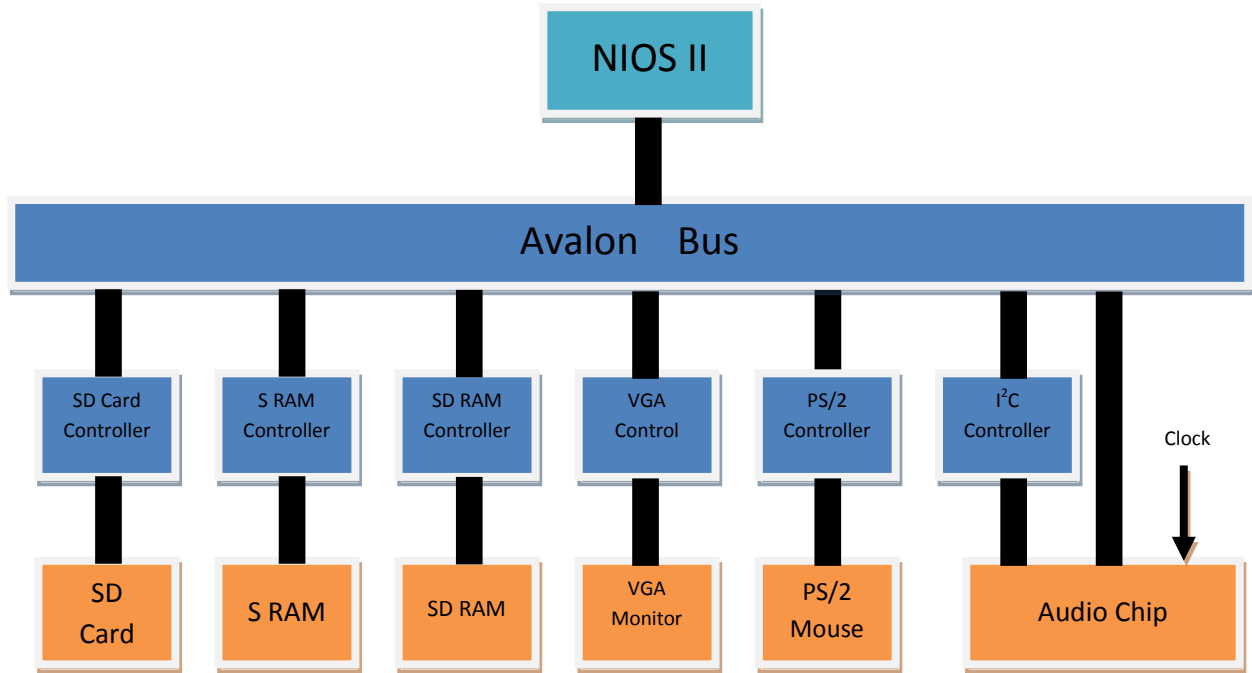 NIOS II
Avalon Bus
SD Card
Controller
S RAM
Controller
SD RAM
Controller
VGA
Control
PS/2
Controller
I²C
Controller
Clock
SD
Card
S RAM
SD RAM
VGA
Monitor
PS/2
Mouse
Audio Chip